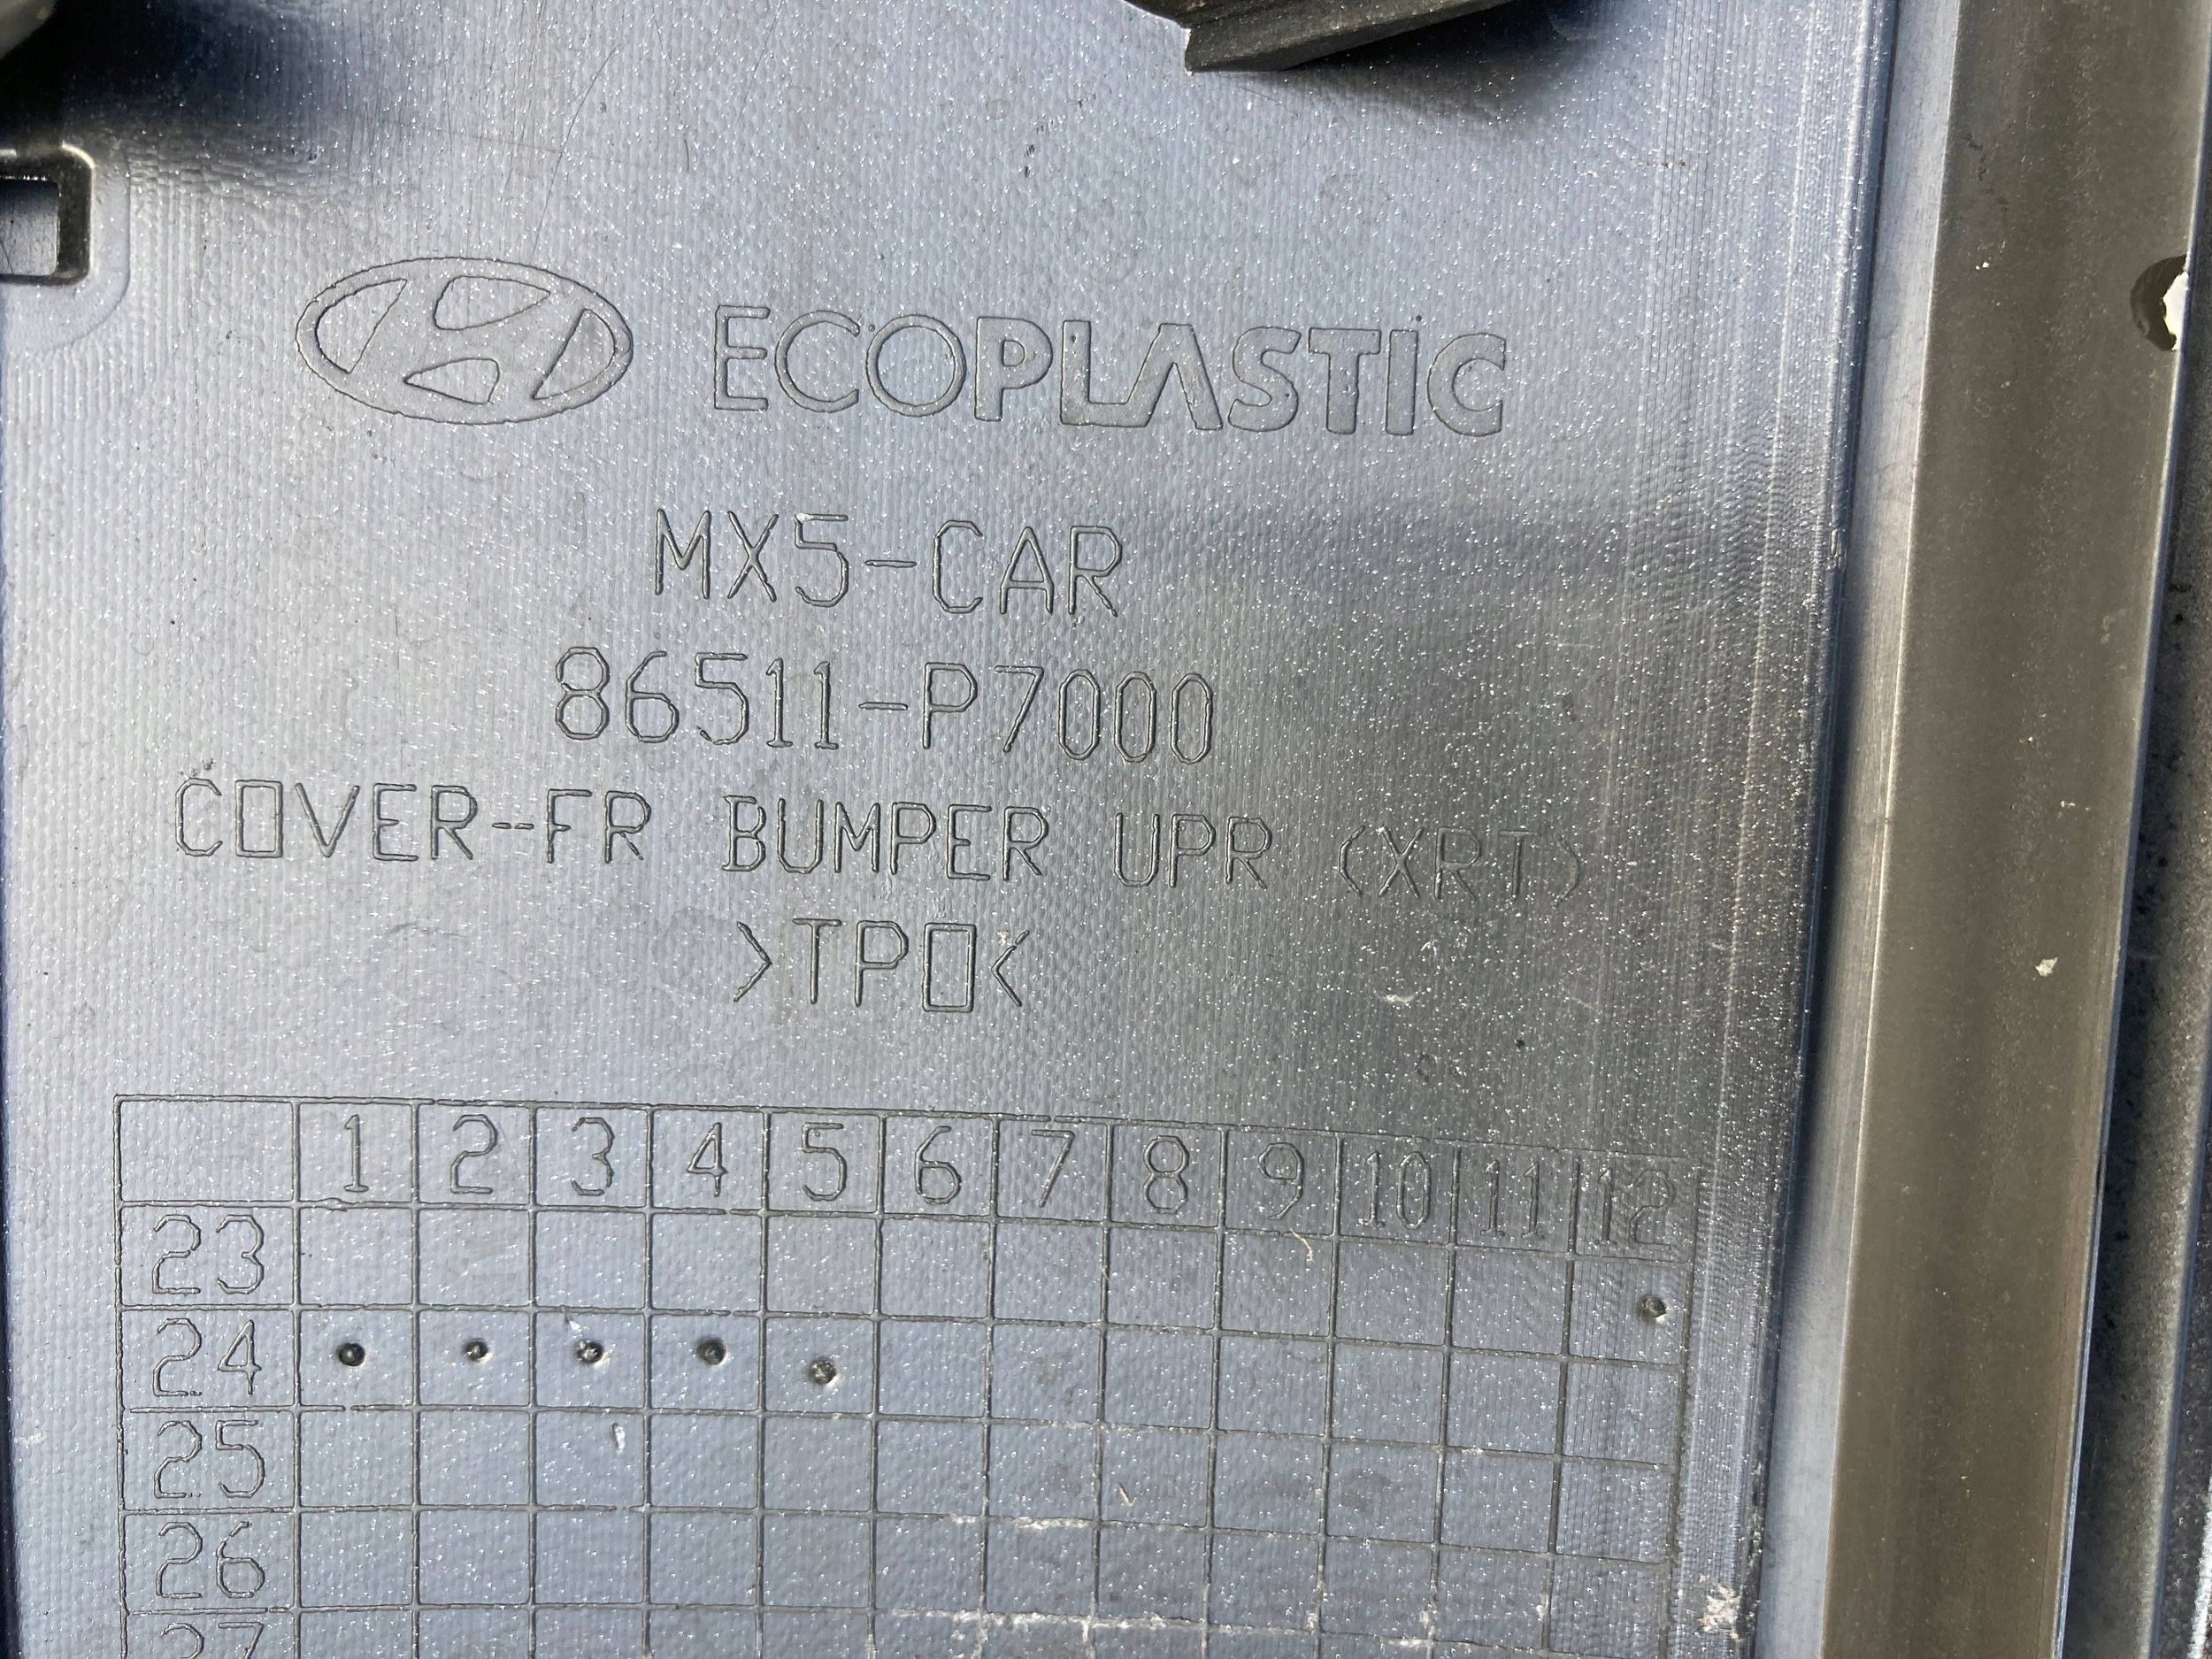 ECOPLASTIC
MX5-CAR
86511-P7000
COVER--FR BUMPER UPR (XRT)
>TPO<
1 2 3 4 5 6 7 8 9 10 11 12
23
24
25
26
27